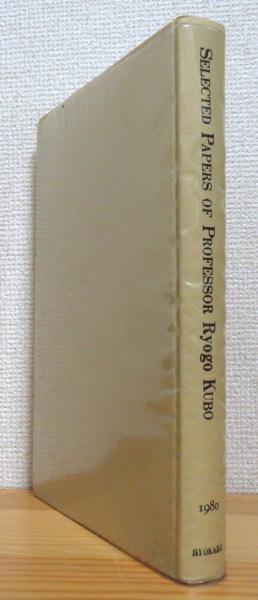 SELECTED PAPERS OF PROFESSOR Ryogo KUBO
1980
SYOKABO